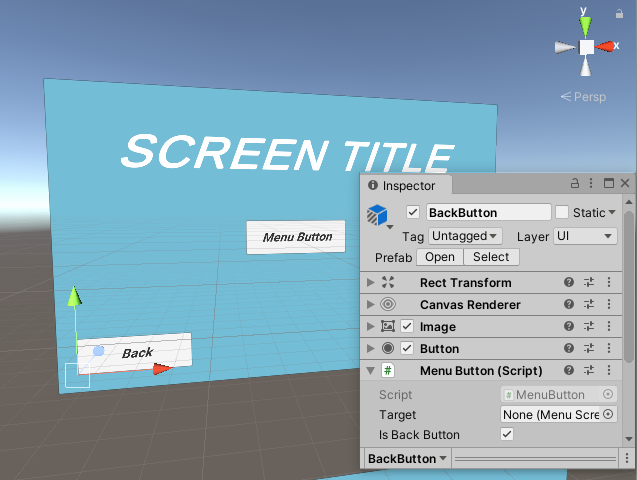 y
x
Persp
SCREEN TITLE
Menu Button
Back
Inspector
BackButton
Static
Tag Untagged Layer UI
Prefab Open Select
Rect Transform
Canvas Renderer
Image
Button
# Menu Button (Script)
Script # MenuButton
Target None (Menu Scre
Is Back Button
BackButton